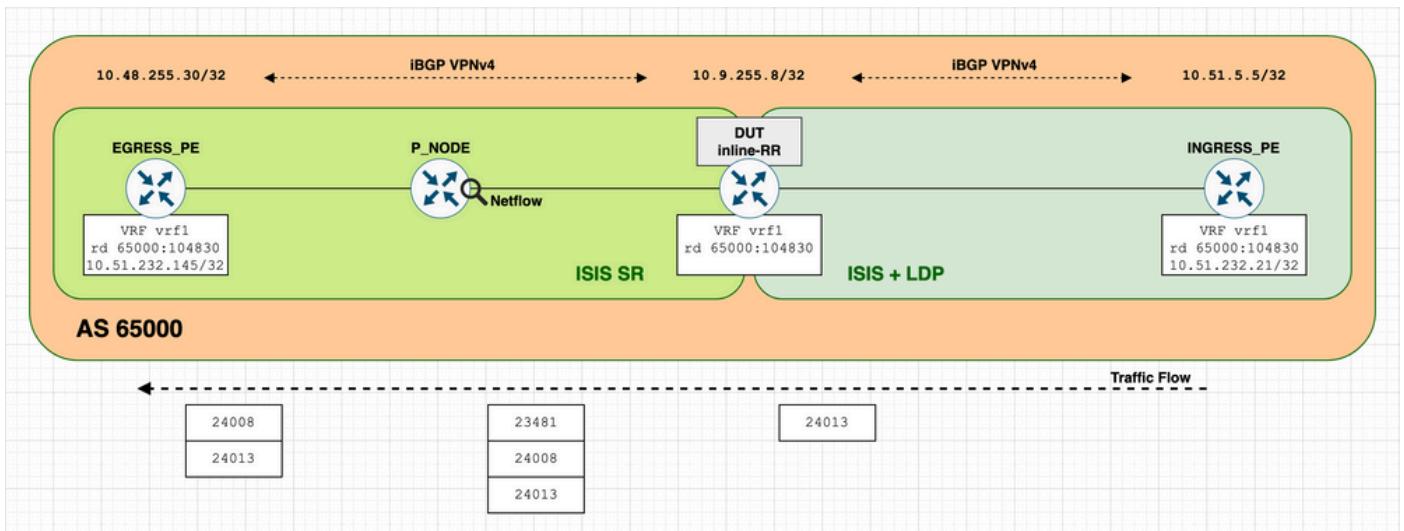 10.48.255.30/32
iBGP VPNv4
10.9.255.8/32
iBGP VPNv4
10.51.5.5/32
DUT
inline-RR
EGRESS_PE
P_NODE
INGRESS_PE
Netflow
VRF vrf1
rd 65000:104830
10.51.232.145/32
VRF vrf1
rd 65000:104830
VRF vrf1
rd 65000:104830
10.51.232.21/32
ISIS SR
ISIS + LDP
AS 65000
Traffic Flow
24008
24013
23481
24008
24013
24013